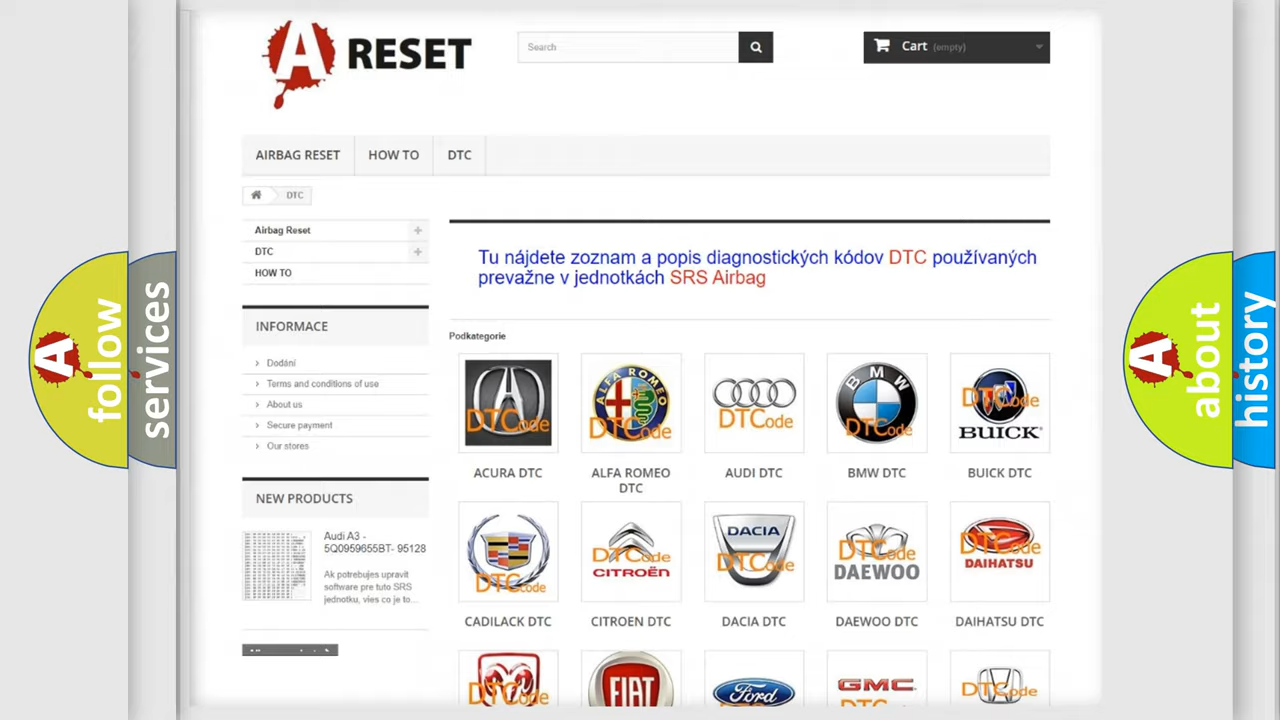 A RESET
Search
Cart (empty)
AIRBAG RESET
HOW TO
DTC
DTC
Airbag Reset
DTC
HOW TO
INFORMACE
Dodání
Terms and conditions of use
About us
Secure payment
Our stores
NEW PRODUCTS
Audi A3 -
5Q0959655BT- 95128
Ak potrebujes upravit
software pre tuto SRS
jednotku, vies co je to...
Tu nájdete zoznam a popis diagnostických kódov DTC používaných
prevažne v jednotkách SRS Airbag
Podkategorie
DTCode
ALFA ROMEO
DTCode
DTCode
BMW
DTCode
DTCode
BUICK
ACURA DTC
ALFA ROMEO
DTC
AUDI DTC
BMW DTC
BUICK DTC
DTCode
DTCode
CITROËN
DACIA
DTCode
DTCode
DAEWOO
DTCode
DAIHATSU
CADILACK DTC
CITROEN DTC
DACIA DTC
DAEWOO DTC
DAIHATSU DTC
DTCode
FIAT
Ford
GMC
DTCode
A follow
services
A about
history